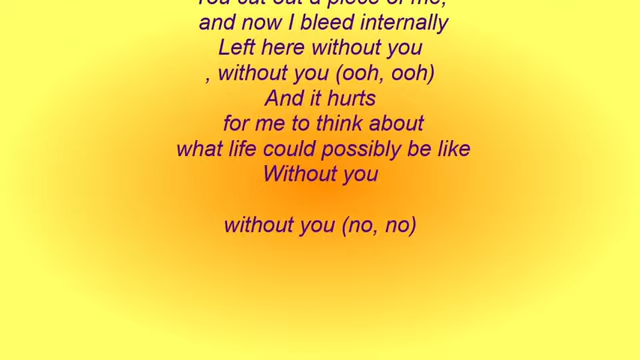 You cut out a piece of me,
and now I bleed internally
Left here without you
, without you (ooh, ooh)
And it hurts
for me to think about
what life could possibly be like
Without you
without you (no, no)